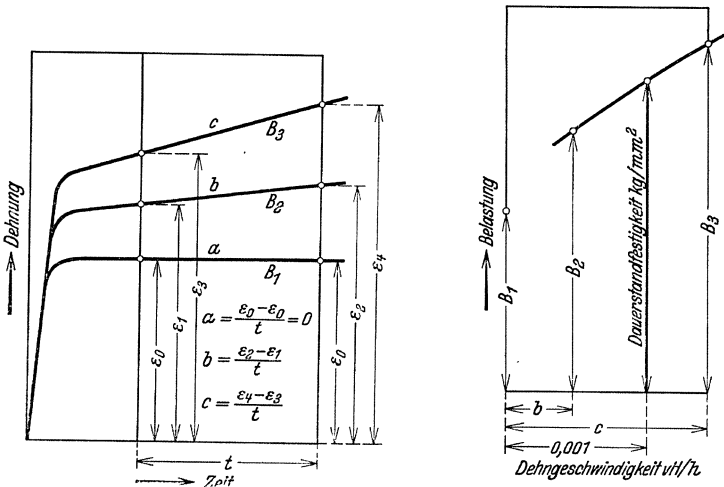 Dehnung
c
B3
b
B2
a
B1
ε0
ε1
ε3
a = ε0−ε0/t = 0
b = ε2−ε1/t
c = ε4−ε3/t
ε0
ε2
ε4
t
Zeit
Belastung
B1
B2
Dauerstandfestigkeit kg/mm²
B3
b
c
0,001
Dehngeschwindigkeit vH/h